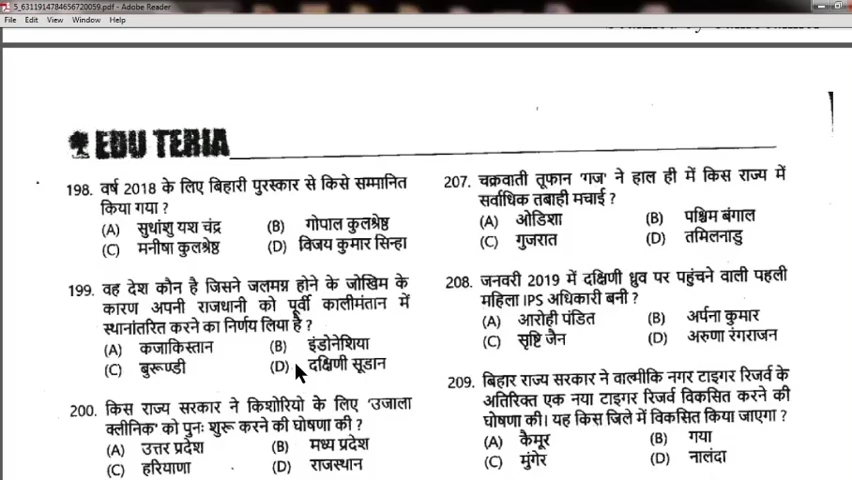 5_6311914784656720059.pdf - Adobe Reader
File Edit View Window Help
EDU TERIA
198. वर्ष 2018 के लिए बिहारी पुरस्कार से किसे सम्मानित
किया गया ?
(A) सुधांशु यश चंद्र (B) गोपाल कुलश्रेष्ठ
(C) मनीषा कुलश्रेष्ठ (D) विजय कुमार सिन्हा
199. वह देश कौन है जिसने जलमग्न होने के जोखिम के
कारण अपनी राजधानी को पूर्वी कालीमंतान में
स्थानांतरित करने का निर्णय लिया है ?
(A) कजाकिस्तान (B) इंडोनेशिया
(C) बुरूण्डी (D) दक्षिणी सूडान
200. किस राज्य सरकार ने किशोरियो के लिए 'उजाला
क्लीनिक' को पुनः शुरू करने की घोषणा की ?
(A) उत्तर प्रदेश (B) मध्य प्रदेश
(C) हरियाणा (D) राजस्थान
207. चक्रवाती तूफान 'गज' ने हाल ही में किस राज्य में
सर्वाधिक तबाही मचाई ?
(A) ओडिशा (B) पश्चिम बंगाल
(C) गुजरात (D) तमिलनाडु
208. जनवरी 2019 में दक्षिणी ध्रुव पर पहुंचने वाली पहली
महिला IPS अधिकारी बनी ?
(A) आरोही पंडित (B) अर्पना कुमार
(C) सृष्टि जैन (D) अरुणा रंगराजन
209. बिहार राज्य सरकार ने वाल्मीकि नगर टाइगर रिजर्व के
अतिरिक्त एक नया टाइगर रिजर्व विकसित करने की
घोषणा की। यह किस जिले में विकसित किया जाएगा ?
(A) कैमूर (B) गया
(C) मुंगेर (D) नालंदा